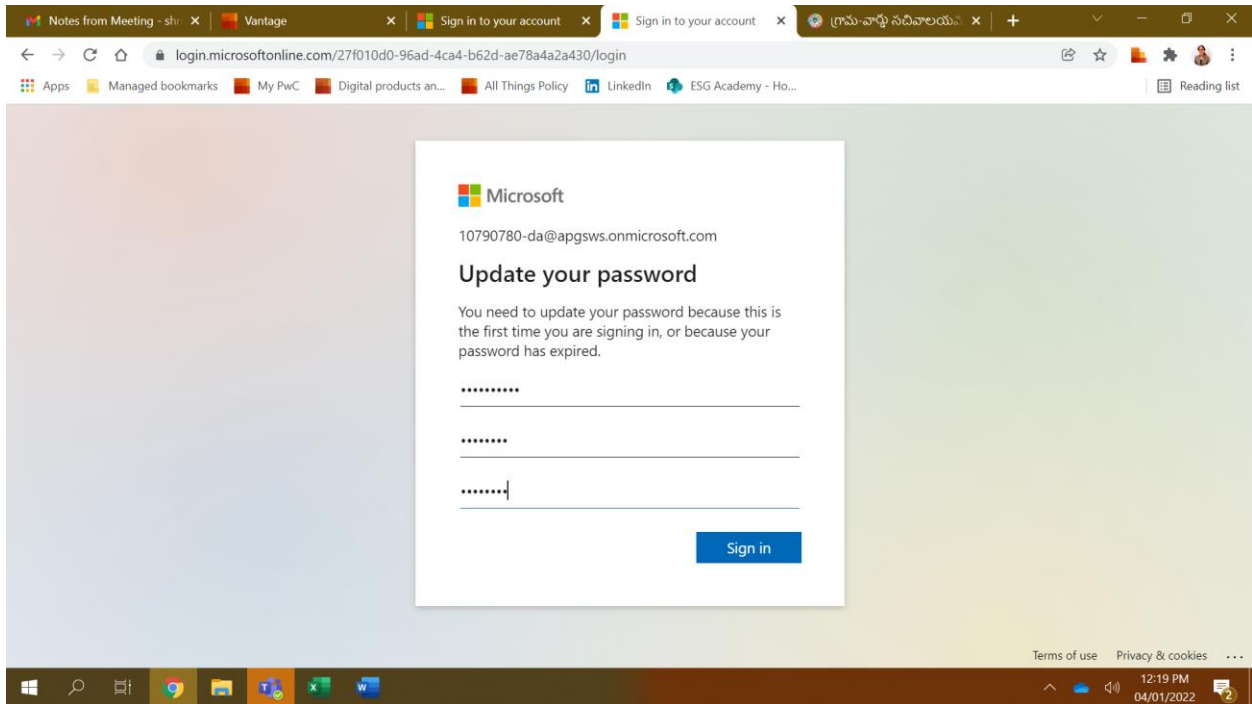 Notes from Meeting - shr
Vantage
Sign in to your account
Sign in to your account
గ్రామ-వార్డు సచివాలయం
login.microsoftonline.com/27f010d0-96ad-4ca4-b62d-ae78a4a2a430/login
Apps
Managed bookmarks
My PwC
Digital products an...
All Things Policy
LinkedIn
ESG Academy - Ho...
Reading list
Microsoft
10790780-da@apgsws.onmicrosoft.com
Update your password
You need to update your password because this is
the first time you are signing in, or because your
password has expired.
••••••••••
••••••••
••••••••
Sign in
Terms of use Privacy & cookies ...
12:19 PM
04/01/2022
2